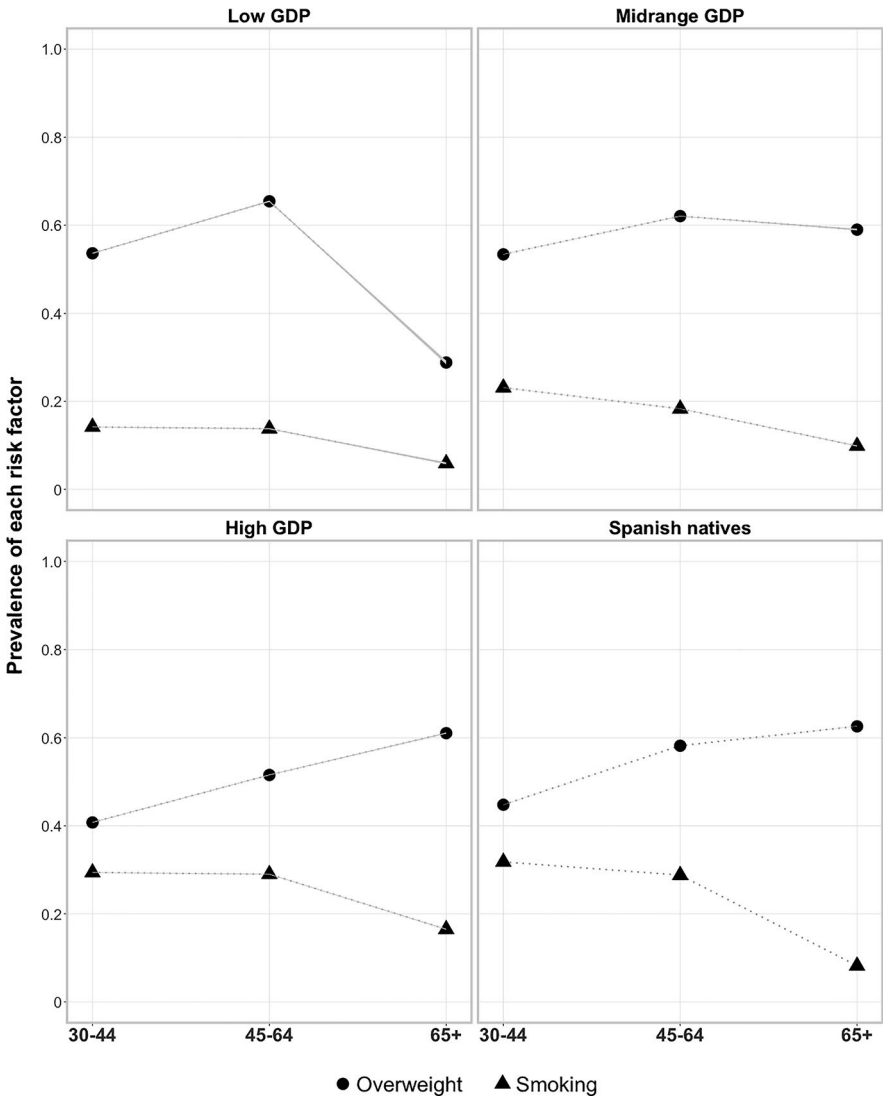 Low GDP
Midrange GDP
1.0
0.8
0.6
0.4
0.2
0
High GDP
Spanish natives
1.0
0.8
0.6
0.4
0.2
0
Prevalence of each risk factor
30-44 45-64 65+ 30-44 45-64 65+
Overweight Smoking